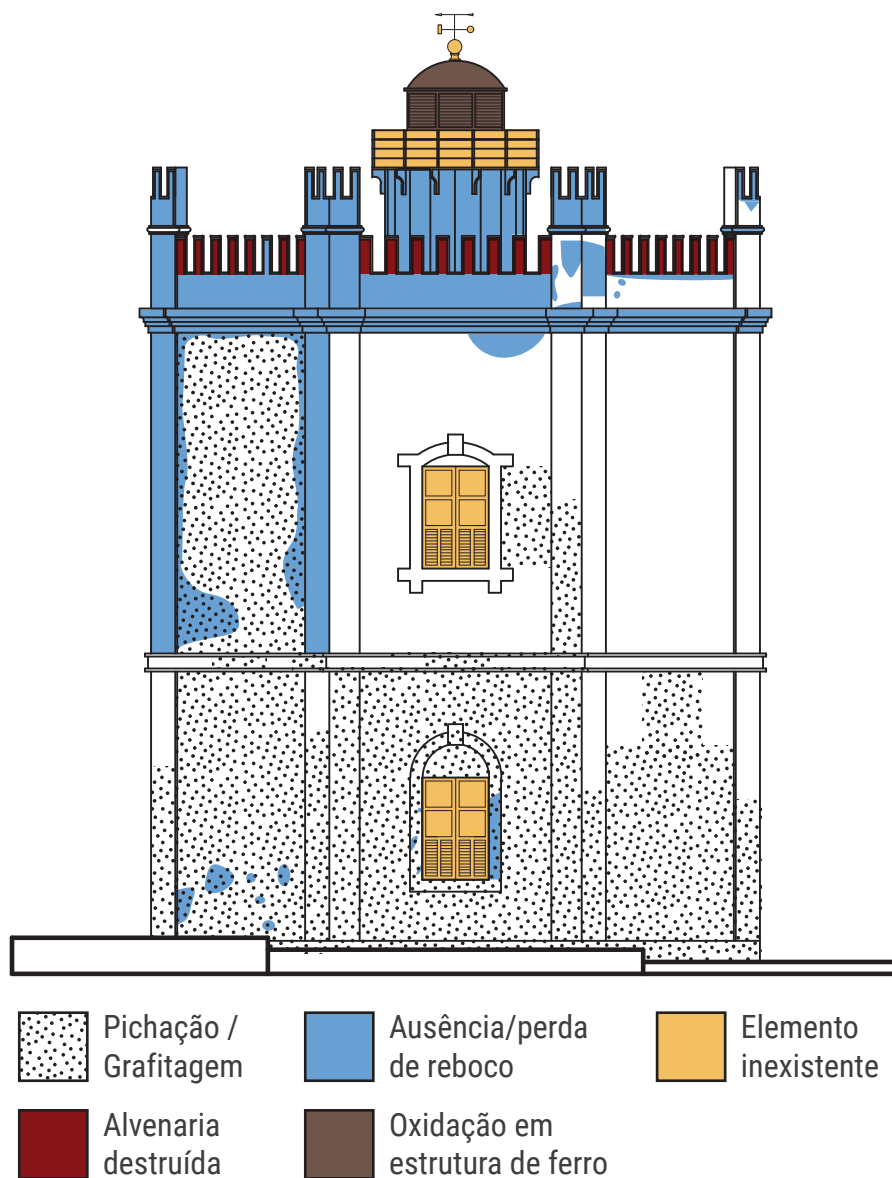 Pichação /
Grafitagem
Ausência/perda
de reboco
Elemento
inexistente
Alvenaria
destruída
Oxidação em
estrutura de ferro